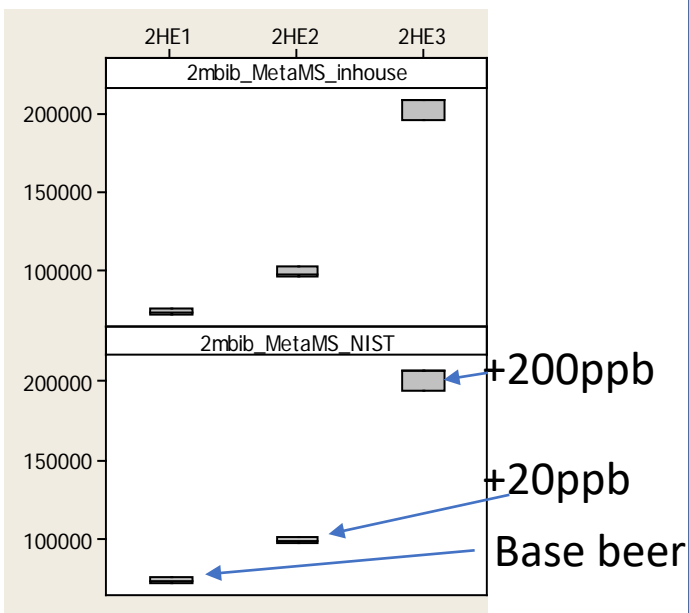 2HE1 2HE2 2HE3
2mbib_MetaMS_inhouse
200000
150000
100000
2mbib_MetaMS_NIST
200000
+200ppb
150000
+20ppb
100000
Base beer